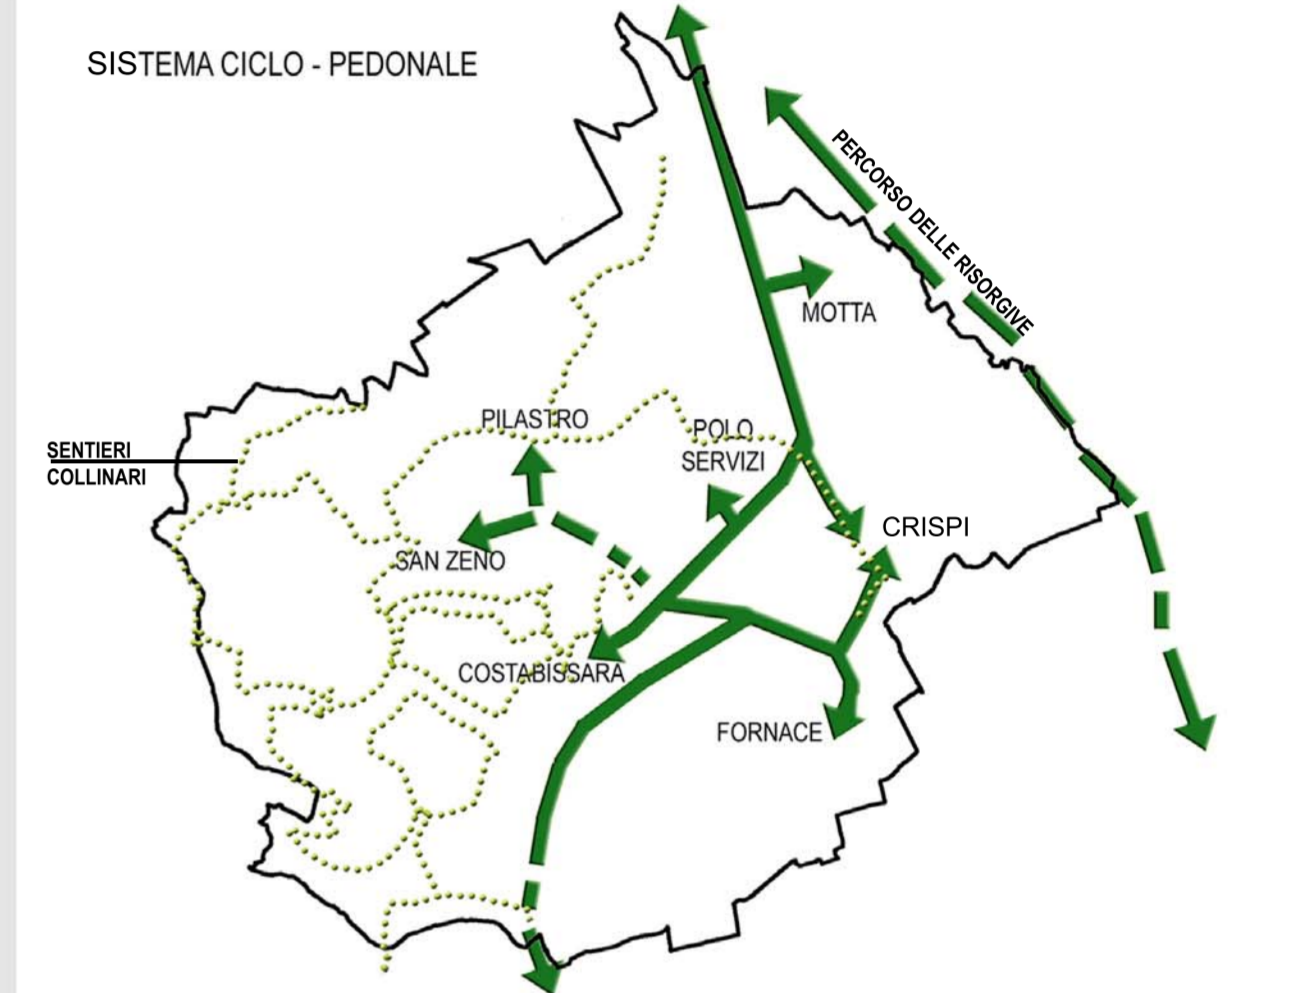 SISTEMA CICLO - PEDONALE
PERCORSO DELLE RISORGIVE
MOTTA
PILASTRO
POLO
SERVIZI
SENTIERI
COLLINARI
CRISPI
SAN ZENO
COSTABISSARA
FORNACE